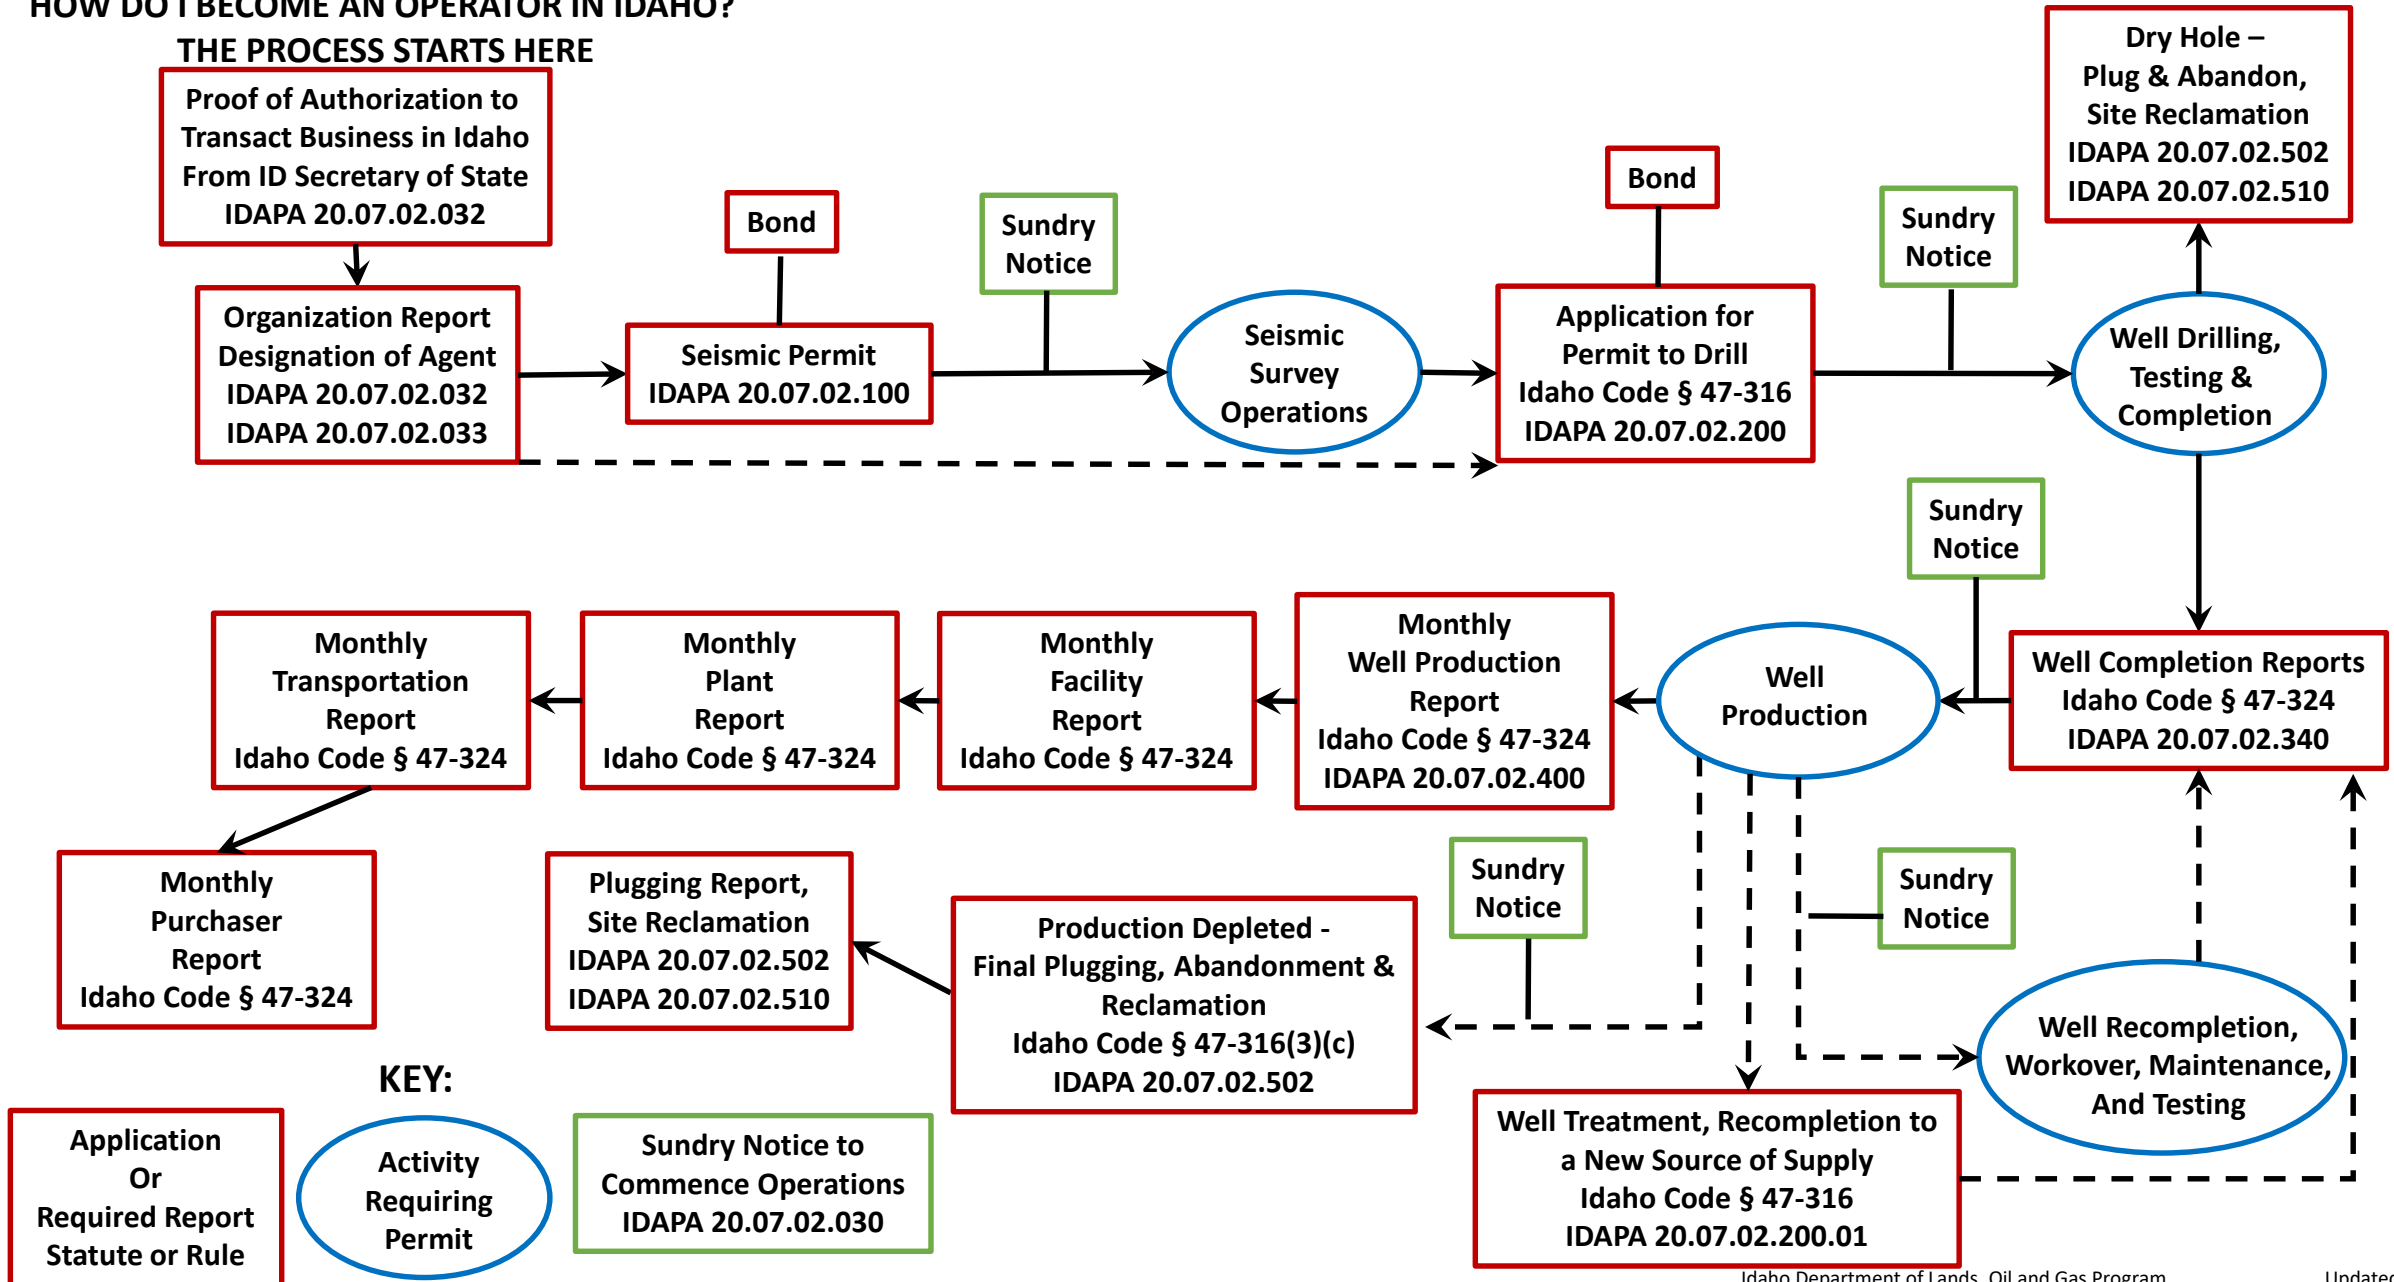 HOW DO I BECOME AN OPERATOR IN IDAHO?
THE PROCESS STARTS HERE
Proof of Authorization to
Transact Business in Idaho
From ID Secretary of State
IDAPA 20.07.02.032
Organization Report
Designation of Agent
IDAPA 20.07.02.032
IDAPA 20.07.02.033
Bond
Seismic Permit
IDAPA 20.07.02.100
Sundry
Notice
Seismic
Survey
Operations
Bond
Application for
Permit to Drill
Idaho Code § 47-316
IDAPA 20.07.02.200
Sundry
Notice
Dry Hole –
Plug & Abandon,
Site Reclamation
IDAPA 20.07.02.502
IDAPA 20.07.02.510
Well Drilling,
Testing &
Completion
Sundry
Notice
Well Completion Reports
Idaho Code § 47-324
IDAPA 20.07.02.340
Well
Production
Monthly
Well Production
Report
Idaho Code § 47-324
IDAPA 20.07.02.400
Monthly
Facility
Report
Idaho Code § 47-324
Monthly
Plant
Report
Idaho Code § 47-324
Monthly
Transportation
Report
Idaho Code § 47-324
Monthly
Purchaser
Report
Idaho Code § 47-324
Plugging Report,
Site Reclamation
IDAPA 20.07.02.502
IDAPA 20.07.02.510
Production Depleted -
Final Plugging, Abandonment &
Reclamation
Idaho Code § 47-316(3)(c)
IDAPA 20.07.02.502
Sundry
Notice
Sundry
Notice
Well Recompletion,
Workover, Maintenance,
And Testing
Well Treatment, Recompletion to
a New Source of Supply
Idaho Code § 47-316
IDAPA 20.07.02.200.01
KEY:
Application
Or
Required Report
Statute or Rule
Activity
Requiring
Permit
Sundry Notice to
Commence Operations
IDAPA 20.07.02.030
Idaho Department of Lands, Oil and Gas Program
Updated